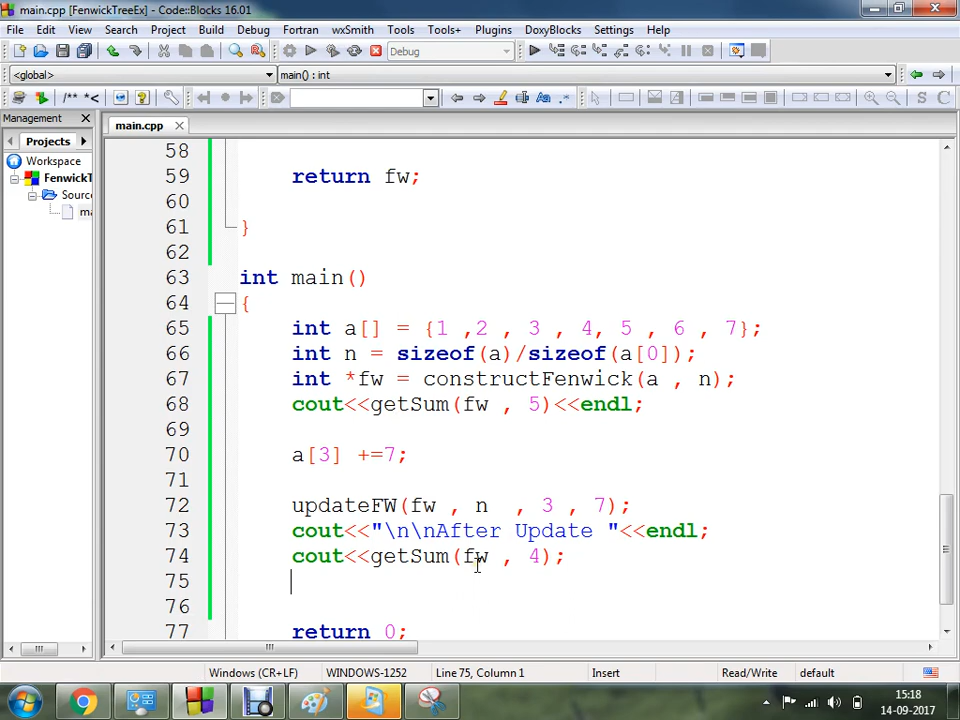 main.cpp [FenwickTreeEx] - Code::Blocks 16.01
File Edit View Search Project Build Debug Fortran wxSmith Tools Tools+ Plugins DoxyBlocks Settings Help
Debug
<global> main() : int
/** *<
S C
Management
main.cpp
Projects
Workspace
FenwickT
Sourc
ma
58
59 return fw;
60
61 }
62
63 int main()
64 {
65 int a[] = {1 ,2 , 3 , 4, 5 , 6 , 7};
66 int n = sizeof(a)/sizeof(a[0]);
67 int *fw = constructFenwick(a , n);
68 cout<<getSum(fw , 5)<<endl;
69
70 a[3] +=7;
71
72 updateFW(fw , n , 3 , 7);
73 cout<<"\n\nAfter Update "<<endl;
74 cout<<getSum(fw , 4);
75
76
77 return 0;
Windows (CR+LF) WINDOWS-1252 Line 75, Column 1 Insert Read/Write default
15:18
14-09-2017